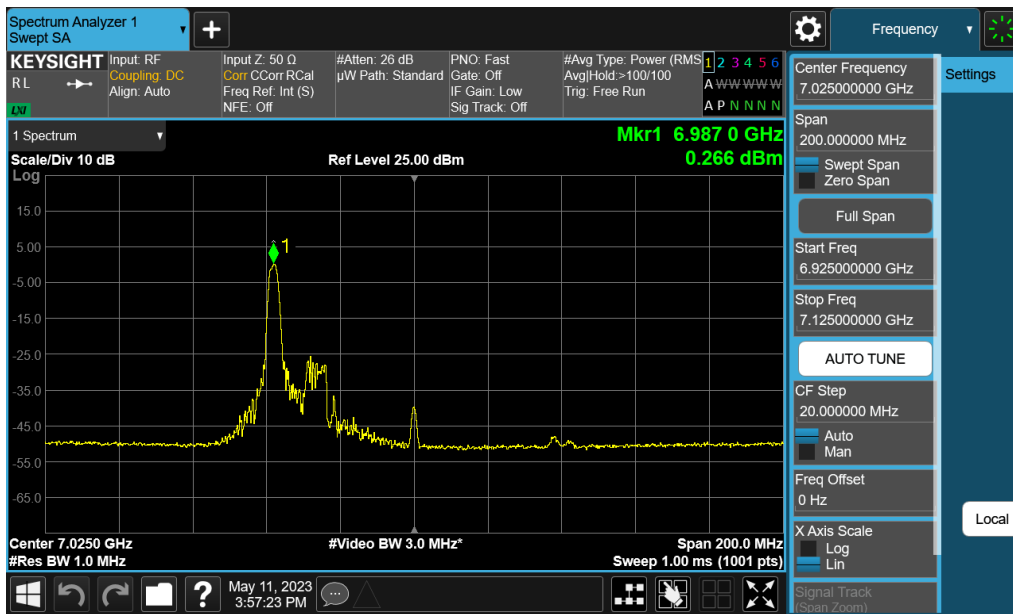 Spectrum Analyzer 1
Swept SA
+
Frequency
KEYSIGHT
R L
LXI
Input: RF
Coupling: DC
Align: Auto
Input Z: 50 Ω
Corr CCorr RCal
Freq Ref: Int (S)
NFE: Off
#Atten: 26 dB
µW Path: Standard
PNO: Fast
Gate: Off
IF Gain: Low
Sig Track: Off
#Avg Type: Power (RMS
Avg|Hold:>100/100
Trig: Free Run
1 2 3 4 5 6
A W W W W W
A P N N N N
1 Spectrum
Scale/Div 10 dB
Log
Ref Level 25.00 dBm
Mkr1 6.987 0 GHz
0.266 dBm
1
15.0
5.00
-5.00
-15.0
-25.0
-35.0
-45.0
-55.0
-65.0
Center 7.0250 GHz
#Res BW 1.0 MHz
#Video BW 3.0 MHz*
Span 200.0 MHz
Sweep 1.00 ms (1001 pts)
Center Frequency
7.025000000 GHz
Span
200.000000 MHz
Swept Span
Zero Span
Full Span
Start Freq
6.925000000 GHz
Stop Freq
7.125000000 GHz
AUTO TUNE
CF Step
20.000000 MHz
Auto
Man
Freq Offset
0 Hz
X Axis Scale
Log
Lin
Signal Track
(Span Zoom)
Settings
Local
?
May 11, 2023
3:57:23 PM